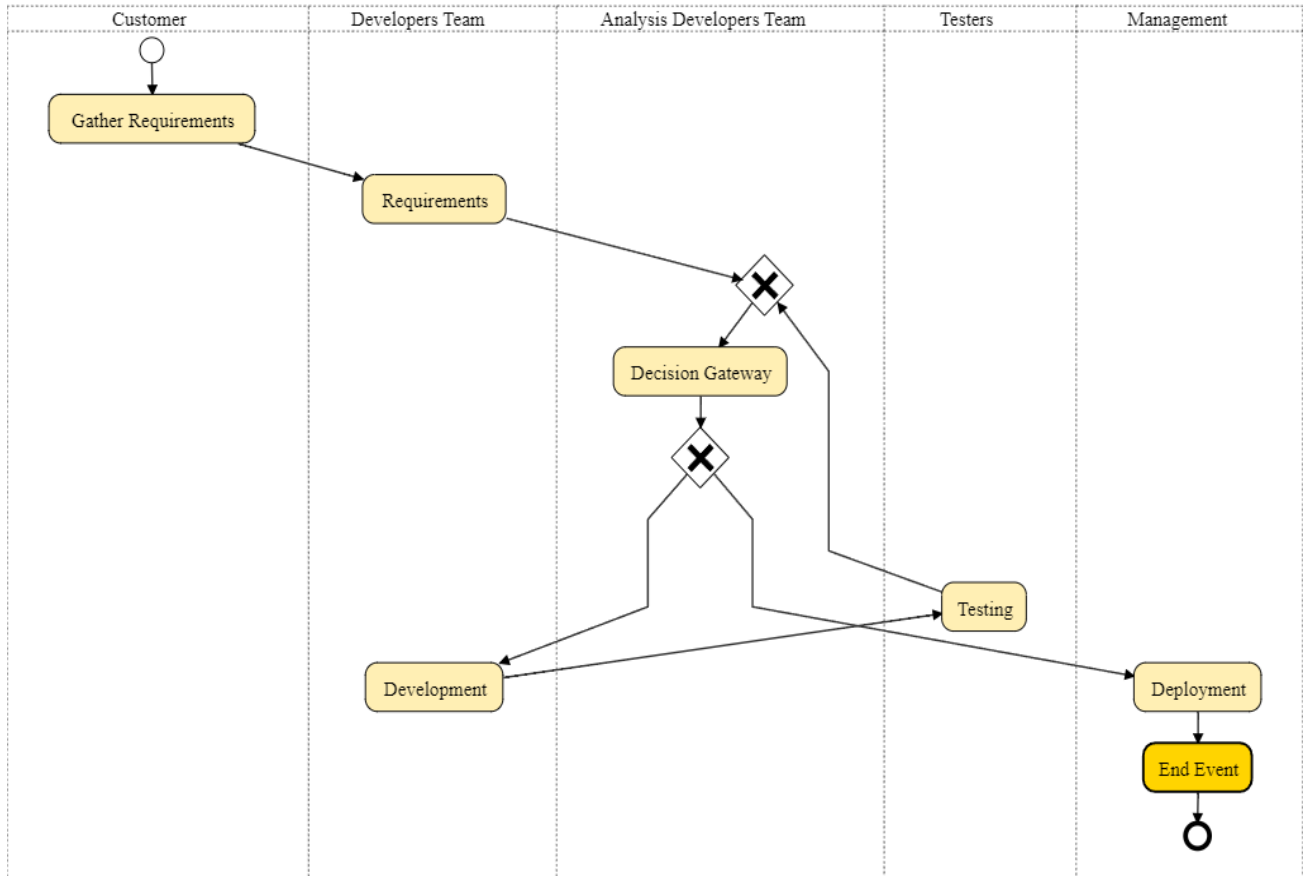 Customer
Developers Team
Analysis Developers Team
Testers
Management
Gather Requirements
Requirements
Decision Gateway
Testing
Development
Deployment
End Event